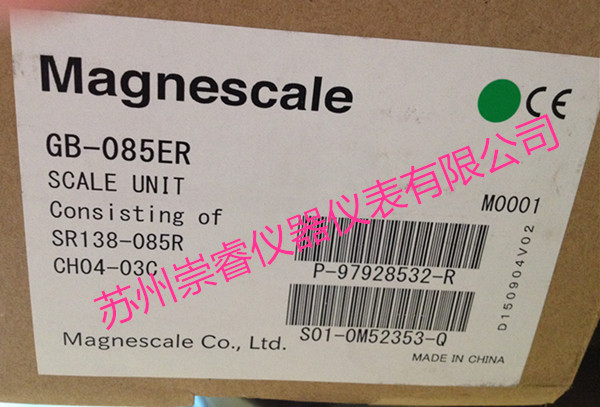 Magnescale
CE
GB-085ER
SCALE UNIT
Consisting of
SR138-085R
CH04-03C
M0001
P-97928532-R
S01-0M52353-Q
D150904V02
Magnescale Co., Ltd.
MADE IN CHINA
苏州崇睿仪器仪表有限公司